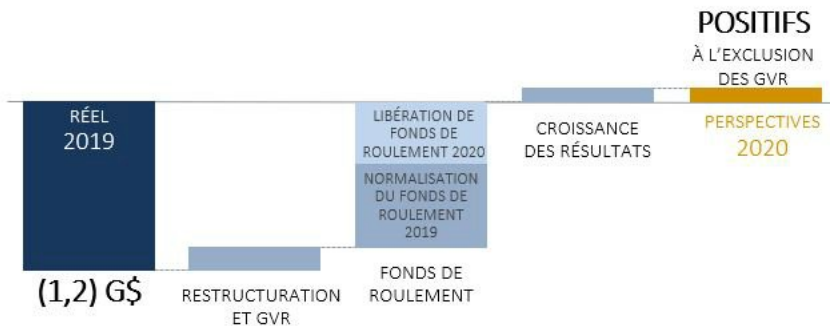 POSITIFS
À L'EXCLUSION
DES GVR
RÉEL
2019
LIBÉRATION DE
FONDS DE
ROULEMENT 2020
NORMALISATION
DU FONDS DE
ROULEMENT
2019
CROISSANCE
DES RÉSULTATS
PERSPECTIVES
2020
(1,2) G$
RESTRUCTURATION
ET GVR
FONDS DE
ROULEMENT